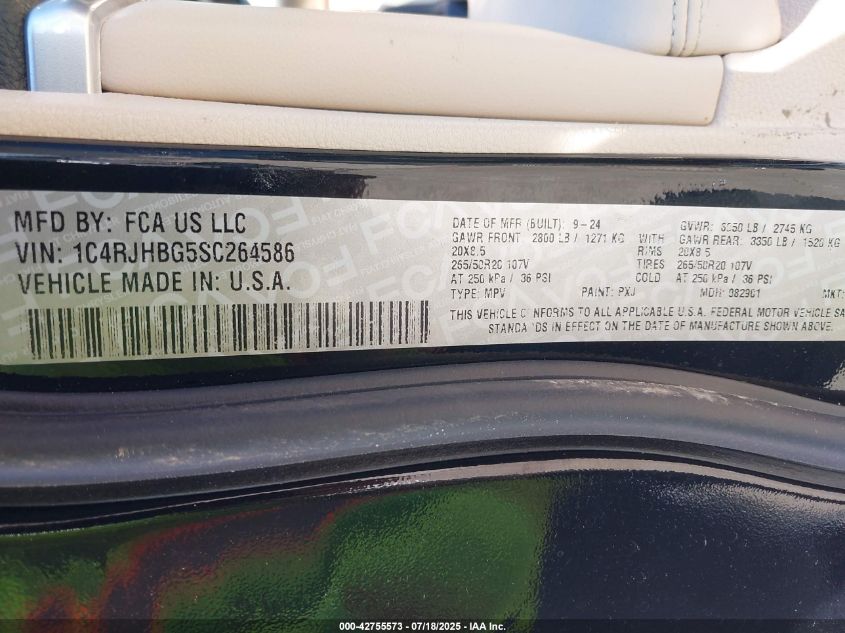 MFD BY: FCA US LLC
VIN: 1C4RJHBG5SC264586
VEHICLE MADE IN: U.S.A.
DATE OF MFR (BUILT): 9-24 GVWR: 6050 LB / 2745 KG
GAWR FRONT: 2800 LB / 1271 KG WITH GAWR REAR: 3350 LB / 1520 KG
20X8.5 RIMS 20X8.5
265/50R20 107V TIRES 265/50R20 107V
AT 250 kPa / 36 PSI COLD AT 250 kPa / 36 PSI
TYPE: MPV PAINT: PXJ MDH: 082901 MKT:
THIS VEHICLE CONFORMS TO ALL APPLICABLE U.S.A. FEDERAL MOTOR VEHICLE SA
STANDARDS IN EFFECT ON THE DATE OF MANUFACTURE SHOWN ABOVE.
000-42755573 / 07/18/2025 - IAA Inc.